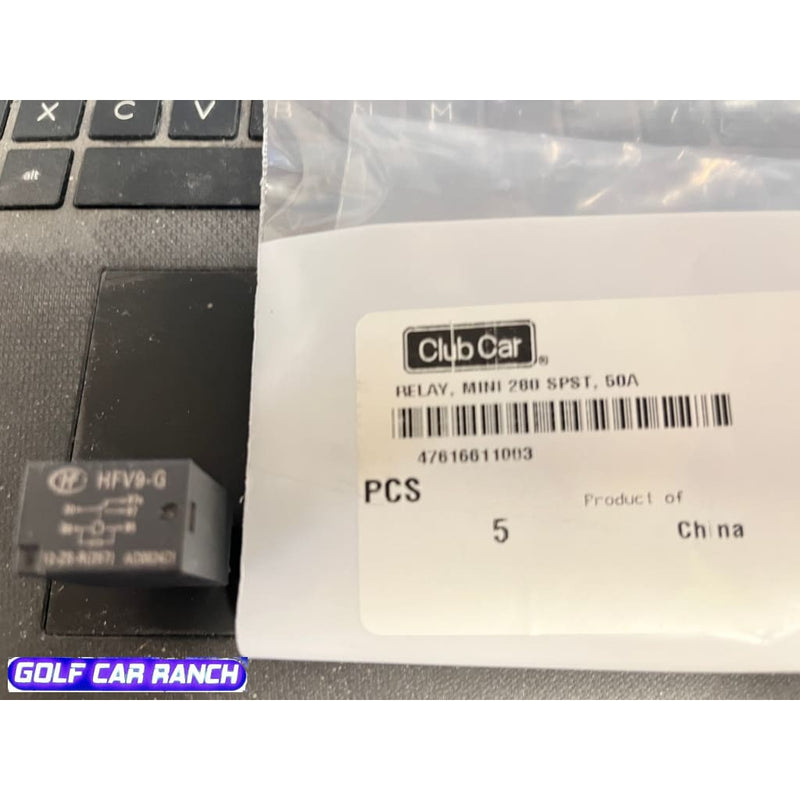 X C V N M
alt
Club Car®
RELAY, MINI 280 SPST, 50A
47616611003
PCS
Product of
5
China
HFV9-G
GOLF CAR RANCH